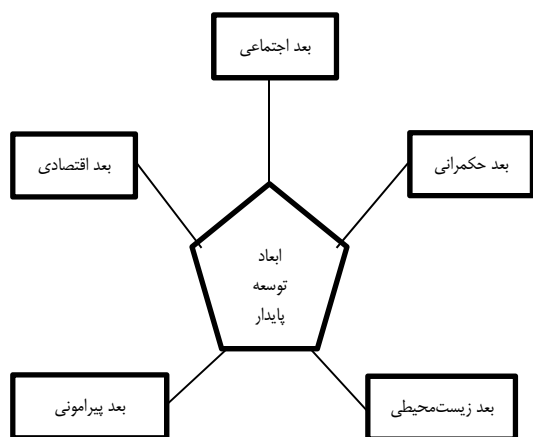 بعد اجتماعی
بعد حکمرانی
بعد اقتصادی
ابعاد
توسعه
پایدار
بعد زیست‌محیطی
بعد پیرامونی